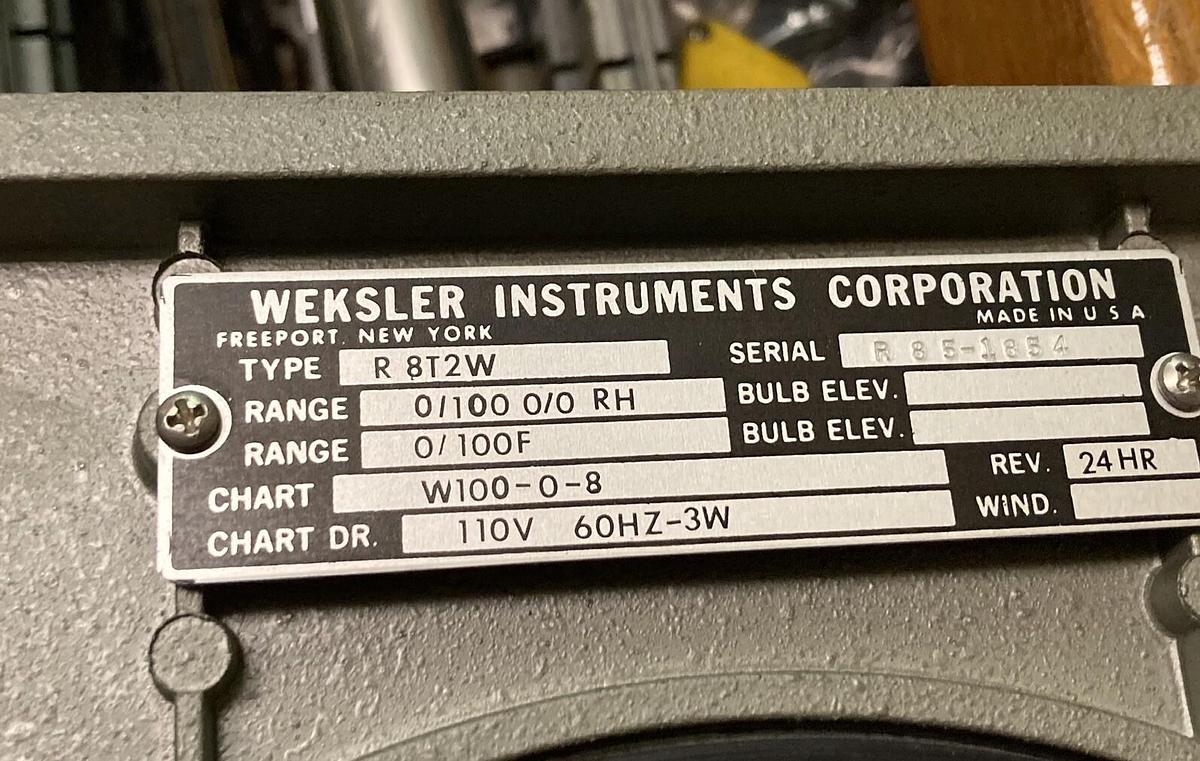 WEKSLER INSTRUMENTS CORPORATION
FREEPORT, NEW YORK MADE IN U S A
TYPE R 8T2W SERIAL R 85-1854
RANGE 0/100 0/0 RH BULB ELEV.
RANGE 0/100F BULB ELEV.
CHART W100-0-8 REV. 24HR
CHART DR. 110V 60HZ-3W WIND.